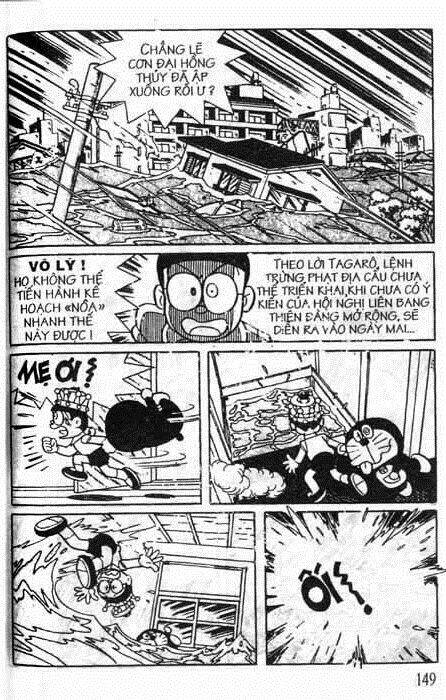 CHẲNG LẼ
CƠN ĐẠI HỒNG
THỦY ĐÃ ẬP
XUỐNG RỒI Ư ?
VÔ LÝ !
HỌ KHÔNG THỂ
TIẾN HÀNH KẾ
HOẠCH «NÔA»
NHANH THẾ
NÀY ĐƯỢC !
THEO LỜI TAGARÔ, LỆNH
TRỪNG PHẠT ĐỊA CẦU CHƯA
THỂ TRIỂN KHAI, KHI CHƯA CÓ Ý
KIẾN CỦA HỘI NGHỊ LIÊN BANG
THIÊN ĐÀNG MỞ RỘNG, SẼ
DIỄN RA VÀO NGÀY MAI...
MẸ ƠI
ỐI !
149